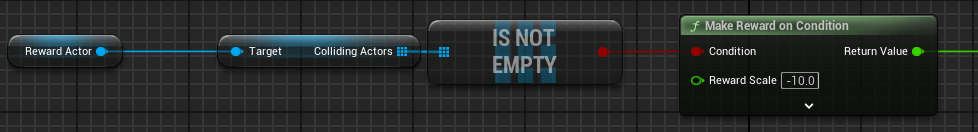 Reward Actor
Target
Colliding Actors
IS NOT
EMPTY
f Make Reward on Condition
Condition
Return Value
Reward Scale -10.0